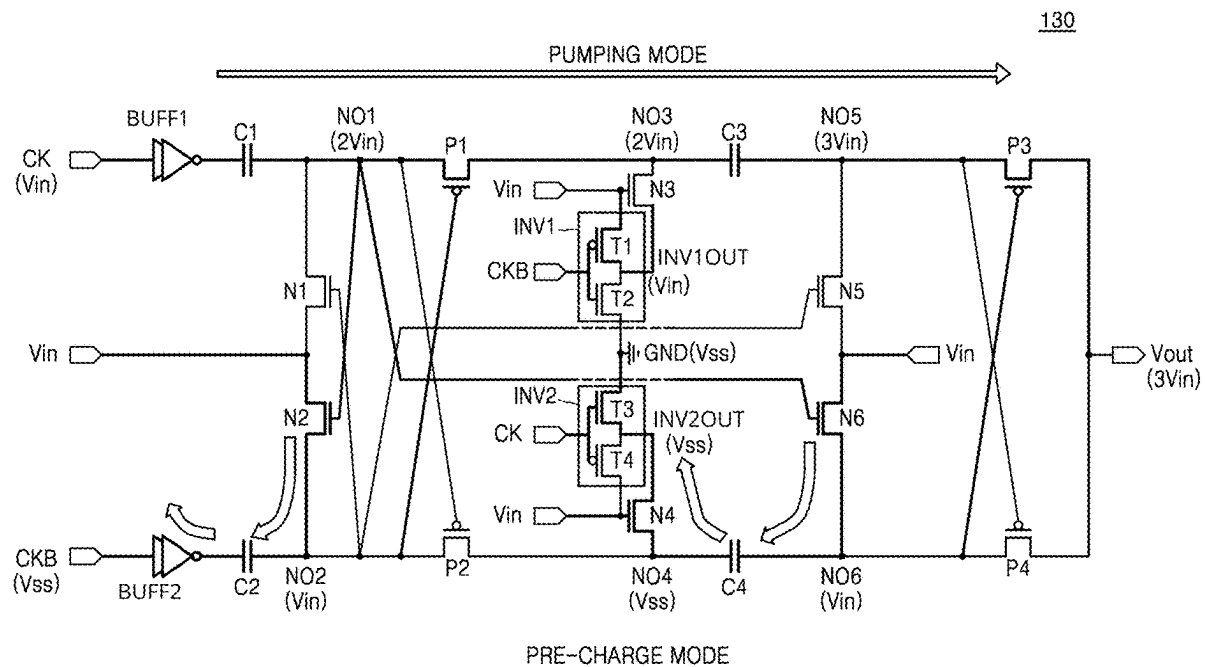 130
PUMPING MODE
BUFF1
C1
NO1
(2Vin)
P1
NO3
(2Vin)
C3
NO5
(3Vin)
P3
CK
(Vin)
Vin
N3
INV1
T1
INV1OUT
(Vin)
CKB
T2
N1
N5
Vin
GND(Vss)
Vin
Vout
(3Vin)
N2
INV2
T3
INV2OUT
(Vss)
N6
CK
T4
Vin
N4
CKB
(Vss)
BUFF2
C2
NO2
(Vin)
P2
NO4
(Vss)
C4
NO6
(Vin)
P4
PRE-CHARGE MODE